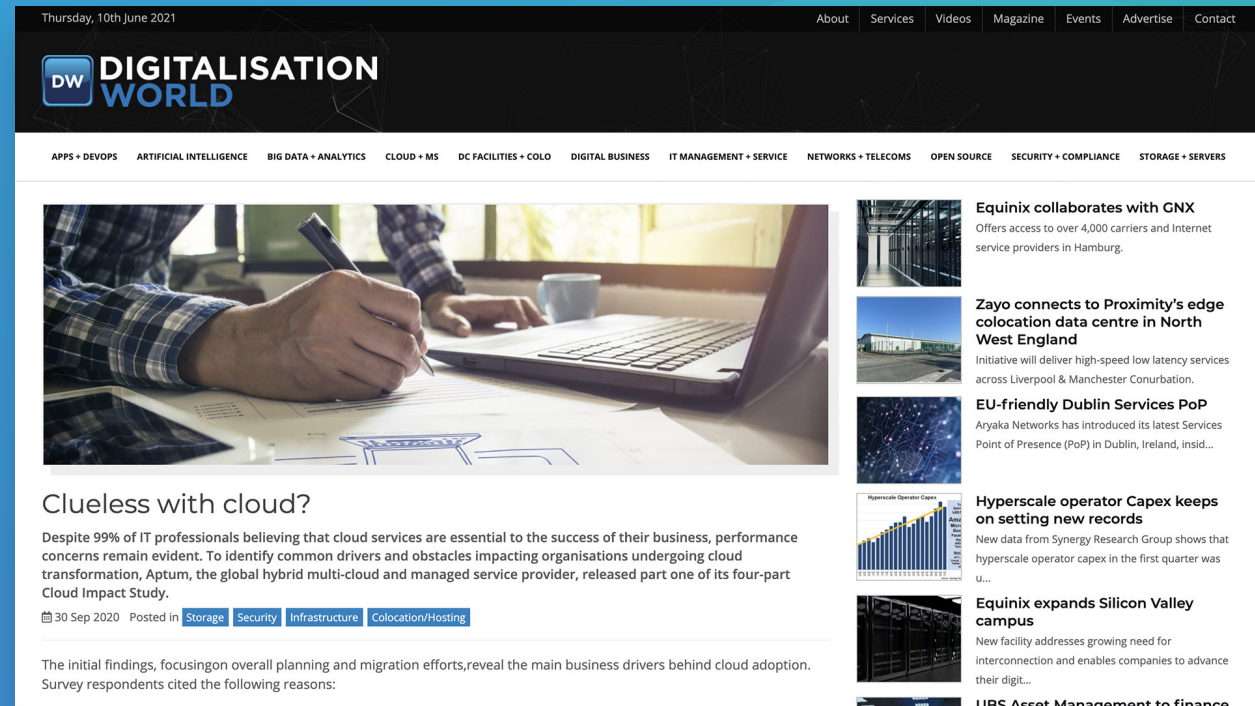 Thursday, 10th June 2021
About
Services
Videos
Magazine
Events
Advertise
Contact
DW
DIGITALISATION
WORLD
APPS + DEVOPS
ARTIFICIAL INTELLIGENCE
BIG DATA + ANALYTICS
CLOUD + MS
DC FACILITIES + COLO
DIGITAL BUSINESS
IT MANAGEMENT + SERVICE
NETWORKS + TELECOMS
OPEN SOURCE
SECURITY + COMPLIANCE
STORAGE + SERVERS
Clueless with cloud?
Despite 99% of IT professionals believing that cloud services are essential to the success of their business, performance
concerns remain evident. To identify common drivers and obstacles impacting organisations undergoing cloud
transformation, Aptum, the global hybrid multi-cloud and managed service provider, released part one of its four-part
Cloud Impact Study.
30 Sep 2020 Posted in Storage Security Infrastructure Colocation/Hosting
The initial findings, focusingon overall planning and migration efforts,reveal the main business drivers behind cloud adoption.
Survey respondents cited the following reasons:
Equinix collaborates with GNX
Offers access to over 4,000 carriers and Internet
service providers in Hamburg.
Zayo connects to Proximity's edge
colocation data centre in North
West England
Initiative will deliver high-speed low latency services
across Liverpool & Manchester Conurbation.
EU-friendly Dublin Services PoP
Aryaka Networks has introduced its latest Services
Point of Presence (PoP) in Dublin, Ireland, insid...
Hyperscale Operator Capex
Hyperscale operator Capex keeps
on setting new records
New data from Synergy Research Group shows that
hyperscale operator capex in the first quarter was
u...
Equinix expands Silicon Valley
campus
New facility addresses growing need for
interconnection and enables companies to advance
their digit...
UBS Asset Management to finance